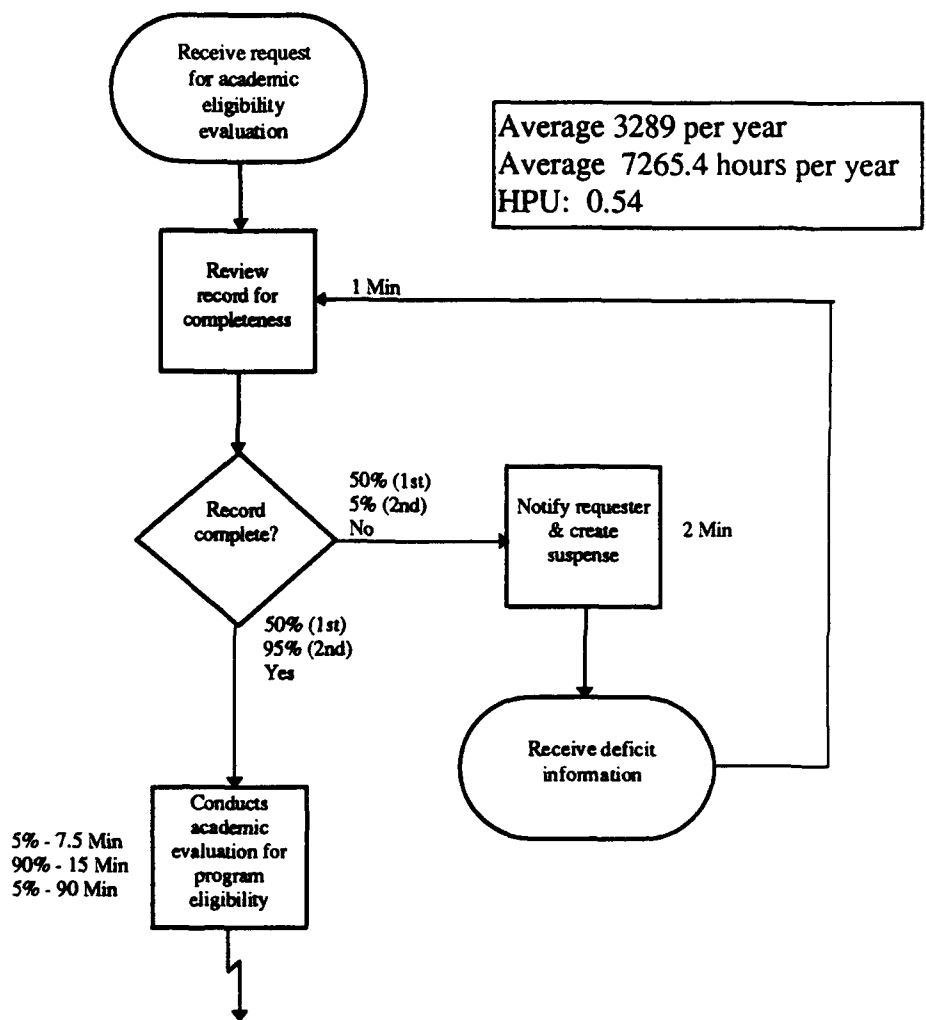 Receive request
for academic
eligibility
evaluation
Average 3289 per year
Average 7265.4 hours per year
HPU: 0.54
Review
record for
completeness
1 Min
Record
complete?
50% (1st)
5% (2nd)
No
Notify requester
& create
suspense
2 Min
50% (1st)
95% (2nd)
Yes
Receive deficit
information
Conducts
academic
evaluation for
program
eligibility
5% - 7.5 Min
90% - 15 Min
5% - 90 Min